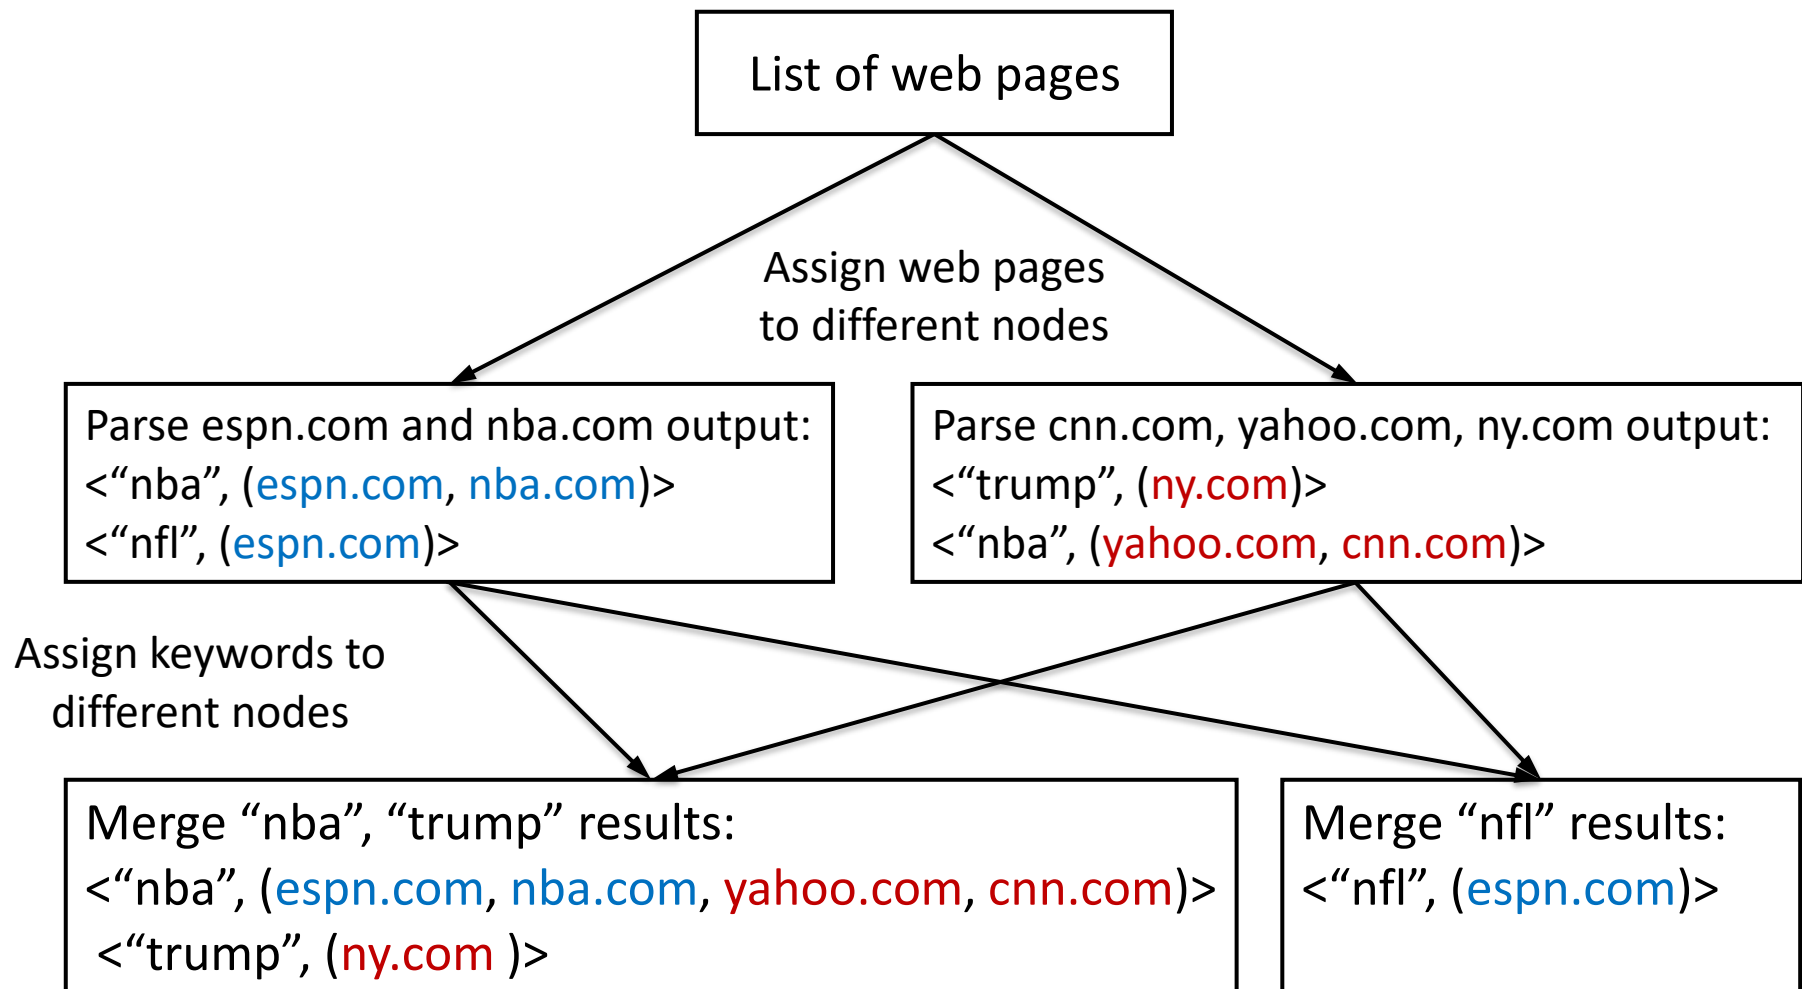 List of web pages
Assign web pages
to different nodes
Parse espn.com and nba.com output:
<“nba”, (espn.com, nba.com)>
<“nfl”, (espn.com)>
Parse cnn.com, yahoo.com, ny.com output:
<“trump”, (ny.com)>
<“nba”, (yahoo.com, cnn.com)>
Assign keywords to
different nodes
Merge “nba”, “trump” results:
<“nba”, (espn.com, nba.com, yahoo.com, cnn.com)>
<“trump”, (ny.com )>
Merge “nfl” results:
<“nfl”, (espn.com)>